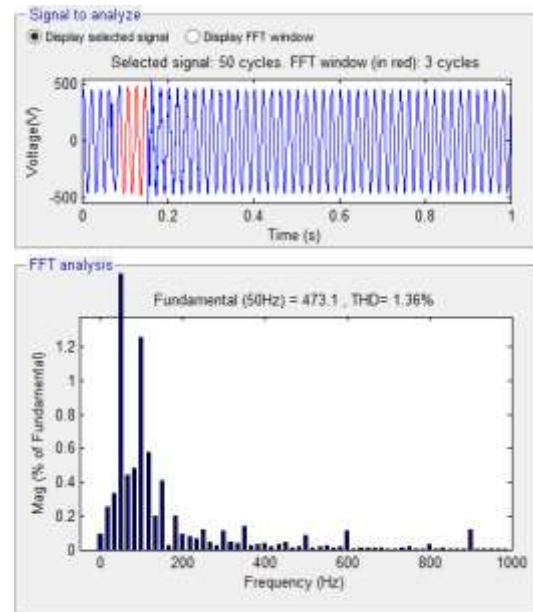 Signal to analyze
Display selected signal Display FFT window
Selected signal: 50 cycles. FFT window (in red): 3 cycles
500
0
-500
Voltage(V)
0 0.2 0.4 0.6 0.8 1
Time (s)
FFT analysis
Fundamental (50Hz) = 473.1 , THD= 1.36%
1.2
1
0.8
0.6
0.4
0.2
0
Mag (% of Fundamental)
0 200 400 600 800 1000
Frequency (Hz)